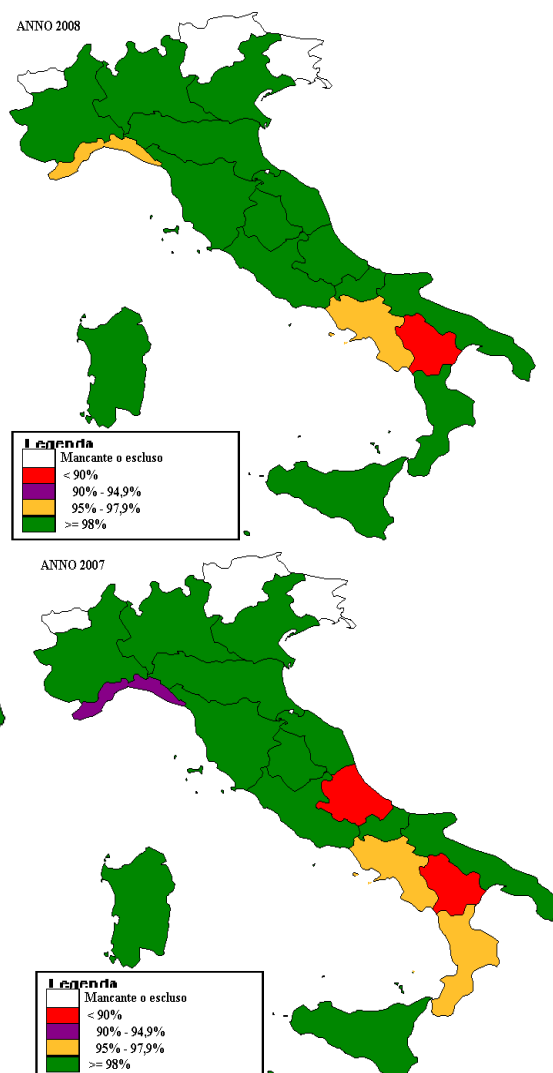 ANNO 2008
Legenda
Mancante o escluso
< 90%
90% - 94,9%
95% - 97,9%
>= 98%
ANNO 2007
Legenda
Mancante o escluso
< 90%
90% - 94,9%
95% - 97,9%
>= 98%